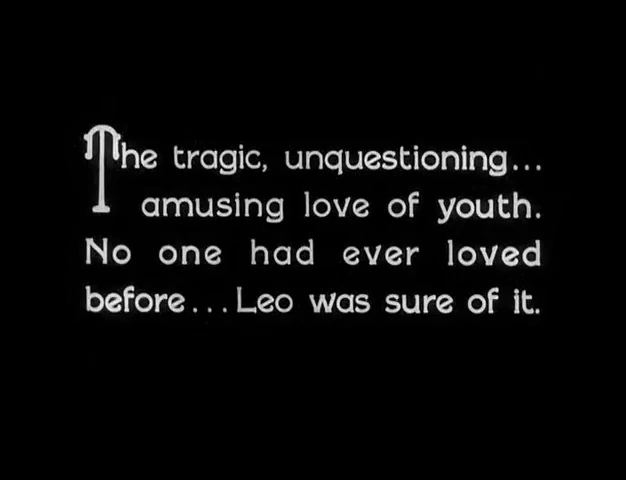 The tragic, unquestioning...
amusing love of youth.
No one had ever loved
before...Leo was sure of it.